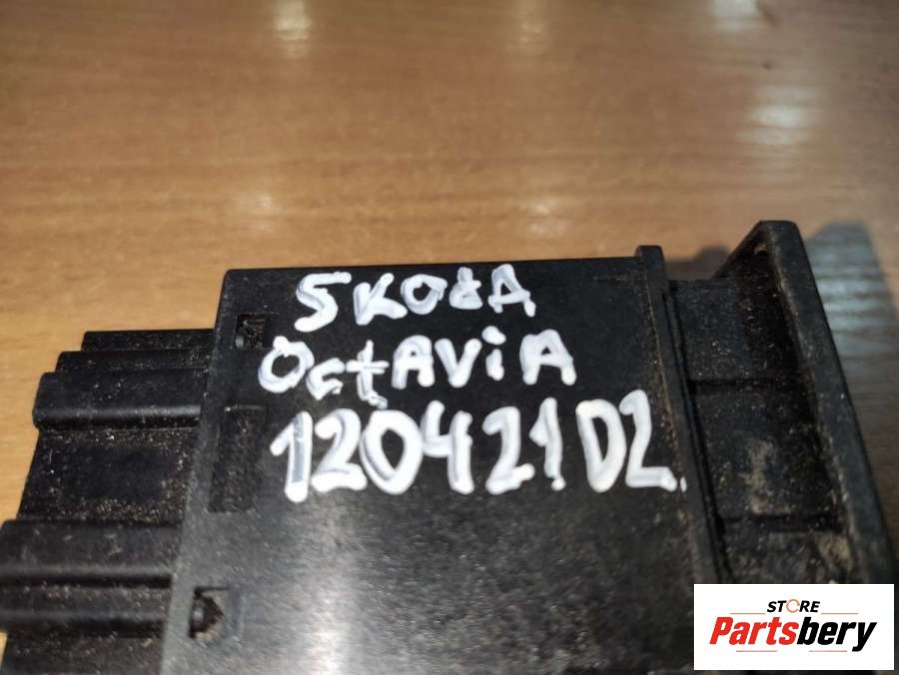 SKOdA
OctAViA
120421D2
STORE
Partsbery